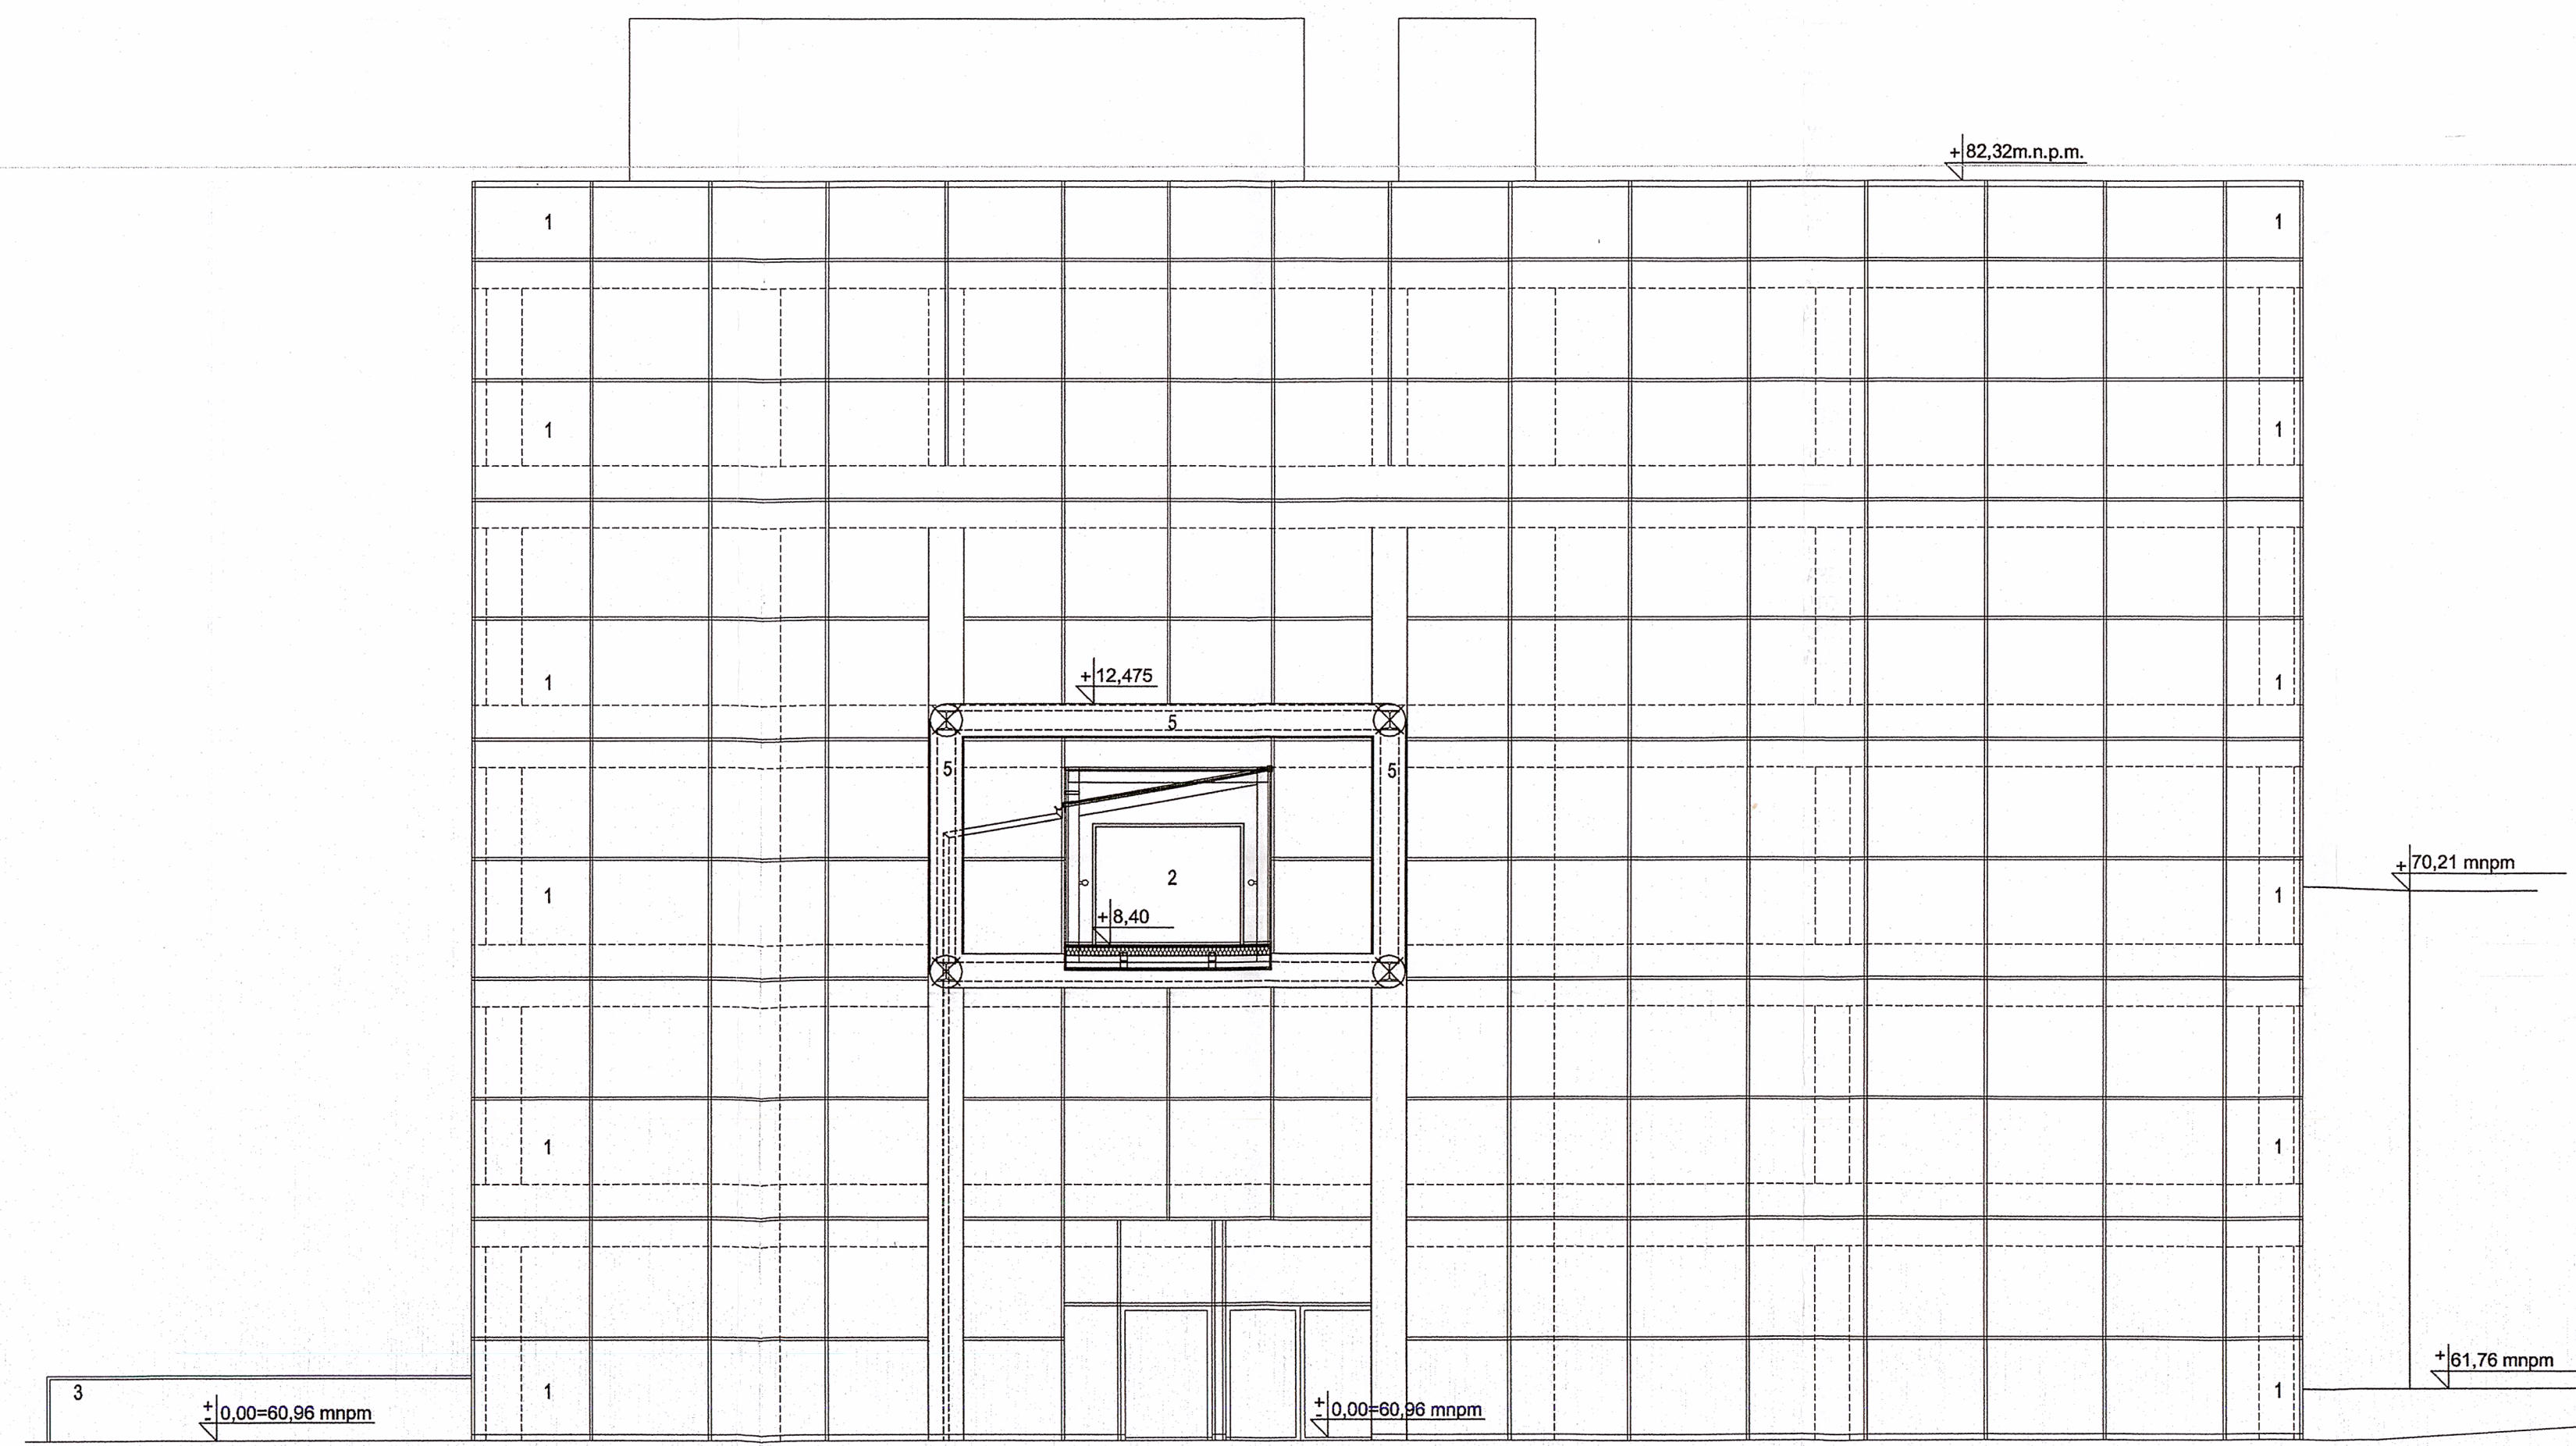 +82,32m.n.p.m.
1 1
1 1
+12,475
1 1
5
5 5
+70,21 mnpm
2
1 1
+8,40
1 1
+61,76 mnpm
3 1 1
±0,00=60,96 mnpm ±0,00=60,96 mnpm